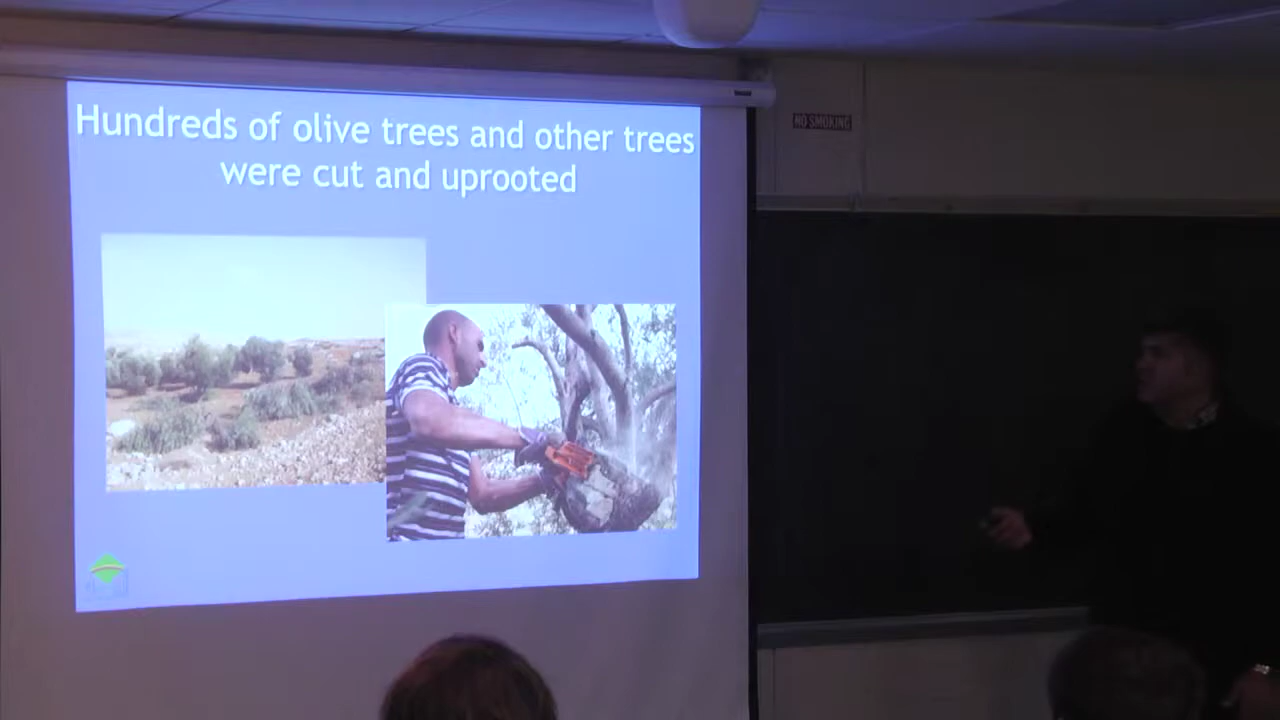 Hundreds of olive trees and other trees
were cut and uprooted
NO SMOKING